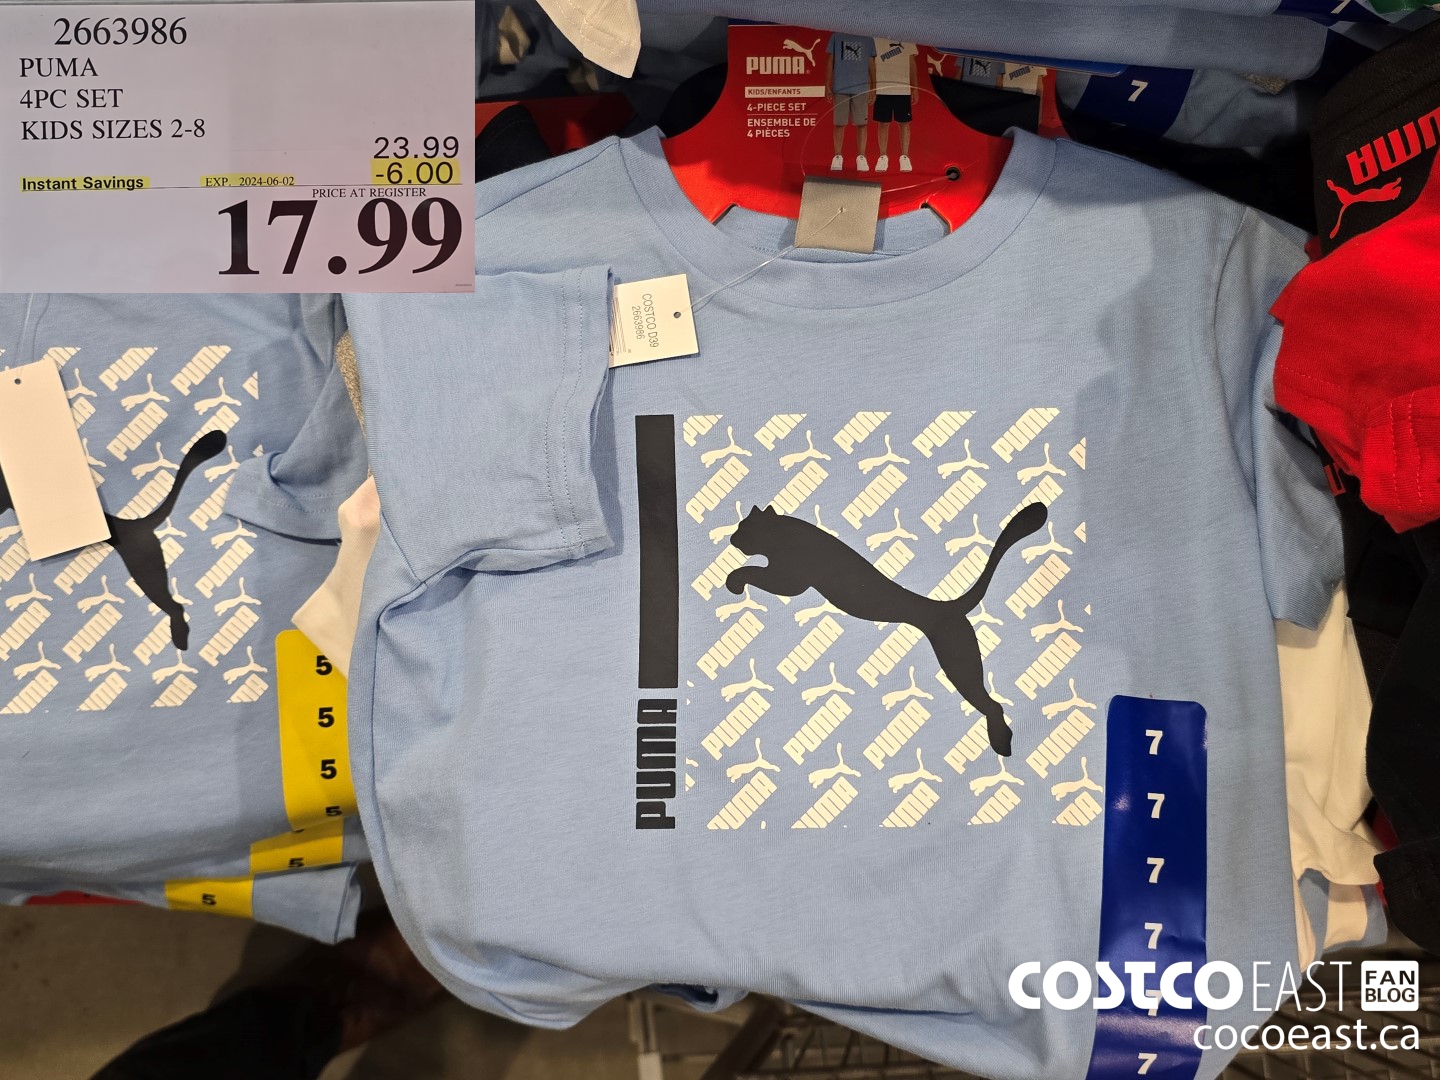 2663986
PUMA
4PC SET
KIDS SIZES 2-8
23.99
Instant Savings
EXP. 2024-06-02
-6.00
PRICE AT REGISTER
17.99
PUMA
KIDS/ENFANTS
4-PIECE SET
ENSEMBLE DE
4 PIÈCES
7
PUMA
COSTCO D39
2663986
PUMA
5
5
5
5
5
5
7
7
7
7
7
7
COSTCO EAST FAN BLOG
cocoeast.ca